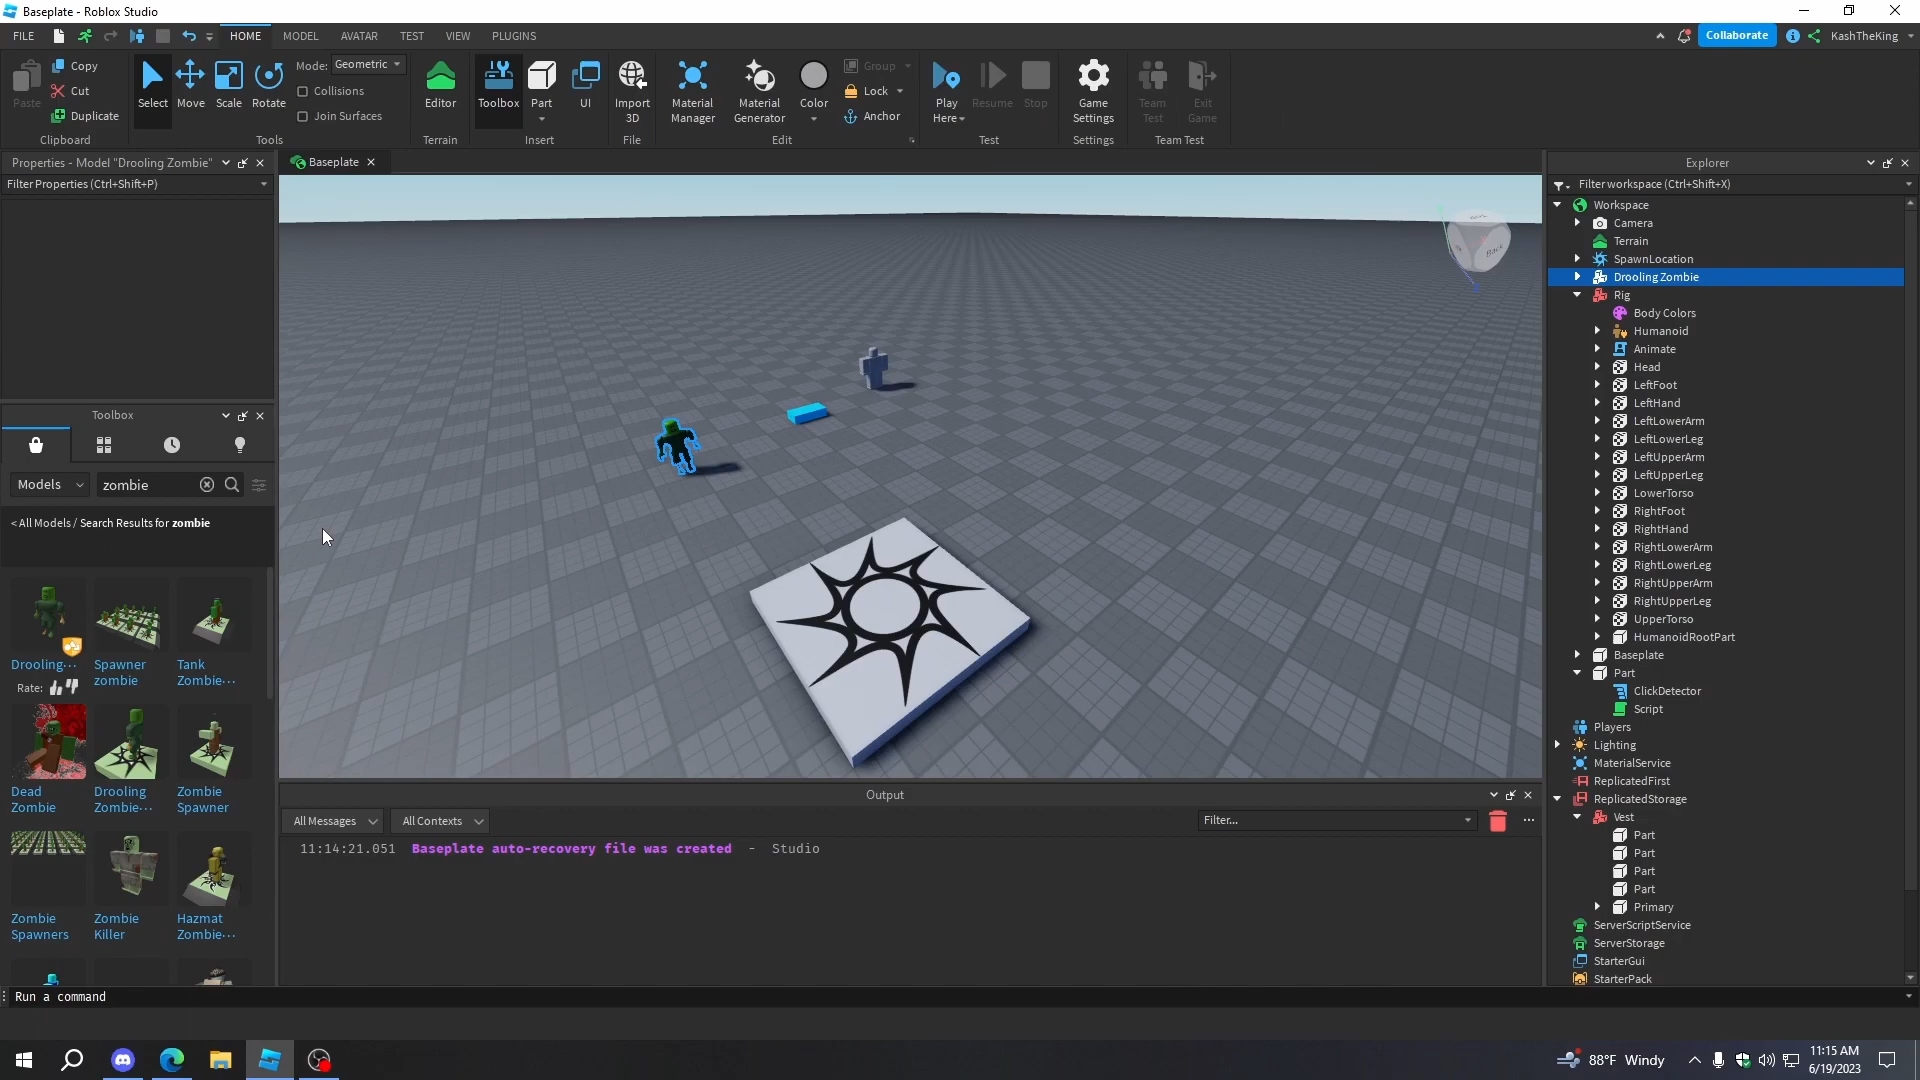 Baseplate - Roblox Studio
FILE
HOME
MODEL
AVATAR
TEST
VIEW
PLUGINS
Collaborate
KashTheKing
Paste
Copy
Cut
Duplicate
Clipboard
Select
Move
Scale
Rotate
Mode: Geometric
Collisions
Join Surfaces
Tools
Editor
Terrain
Toolbox
Part
UI
Insert
Import
3D
File
Material
Manager
Material
Generator
Color
Group
Lock
Anchor
Edit
Play
Here
Resume
Stop
Test
Game
Settings
Settings
Team
Test
Exit
Game
Team Test
Properties - Model "Drooling Zombie"
Filter Properties (Ctrl+Shift+P)
Baseplate
Back
Toolbox
Models
zombie
< All Models / Search Results for zombie
Drooling...
Rate:
Spawner
zombie
Tank
Zombie...
Dead
Zombie
Drooling
Zombie...
Zombie
Spawner
Zombie
Spawners
Zombie
Killer
Hazmat
Zombie...
Output
All Messages
All Contexts
Filter...
11:14:21.051 Baseplate auto-recovery file was created - Studio
Explorer
Filter workspace (Ctrl+Shift+X)
Workspace
Camera
Terrain
SpawnLocation
Drooling Zombie
Rig
Body Colors
Humanoid
Animate
Head
LeftFoot
LeftHand
LeftLowerArm
LeftLowerLeg
LeftUpperArm
LeftUpperLeg
LowerTorso
RightFoot
RightHand
RightLowerArm
RightLowerLeg
RightUpperArm
RightUpperLeg
UpperTorso
HumanoidRootPart
Baseplate
Part
ClickDetector
Script
Players
Lighting
MaterialService
ReplicatedFirst
ReplicatedStorage
Vest
Part
Part
Part
Part
Primary
ServerScriptService
ServerStorage
StarterGui
StarterPack
Run a command
88°F Windy
11:15 AM
6/19/2023